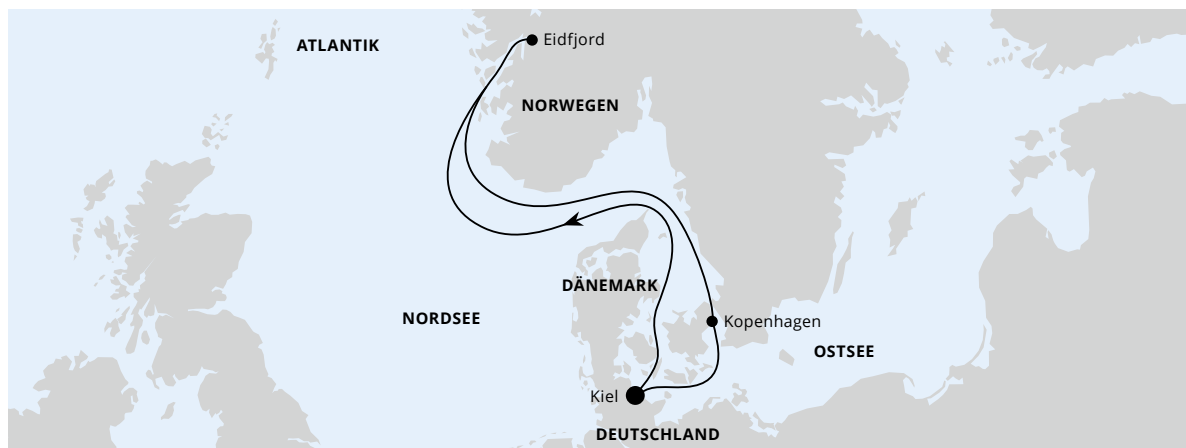 Eidfjord
ATLANTIK
NORWEGEN
DÄNEMARK
NORDSEE
Kopenhagen
OSTSEE
Kiel
DEUTSCHLAND